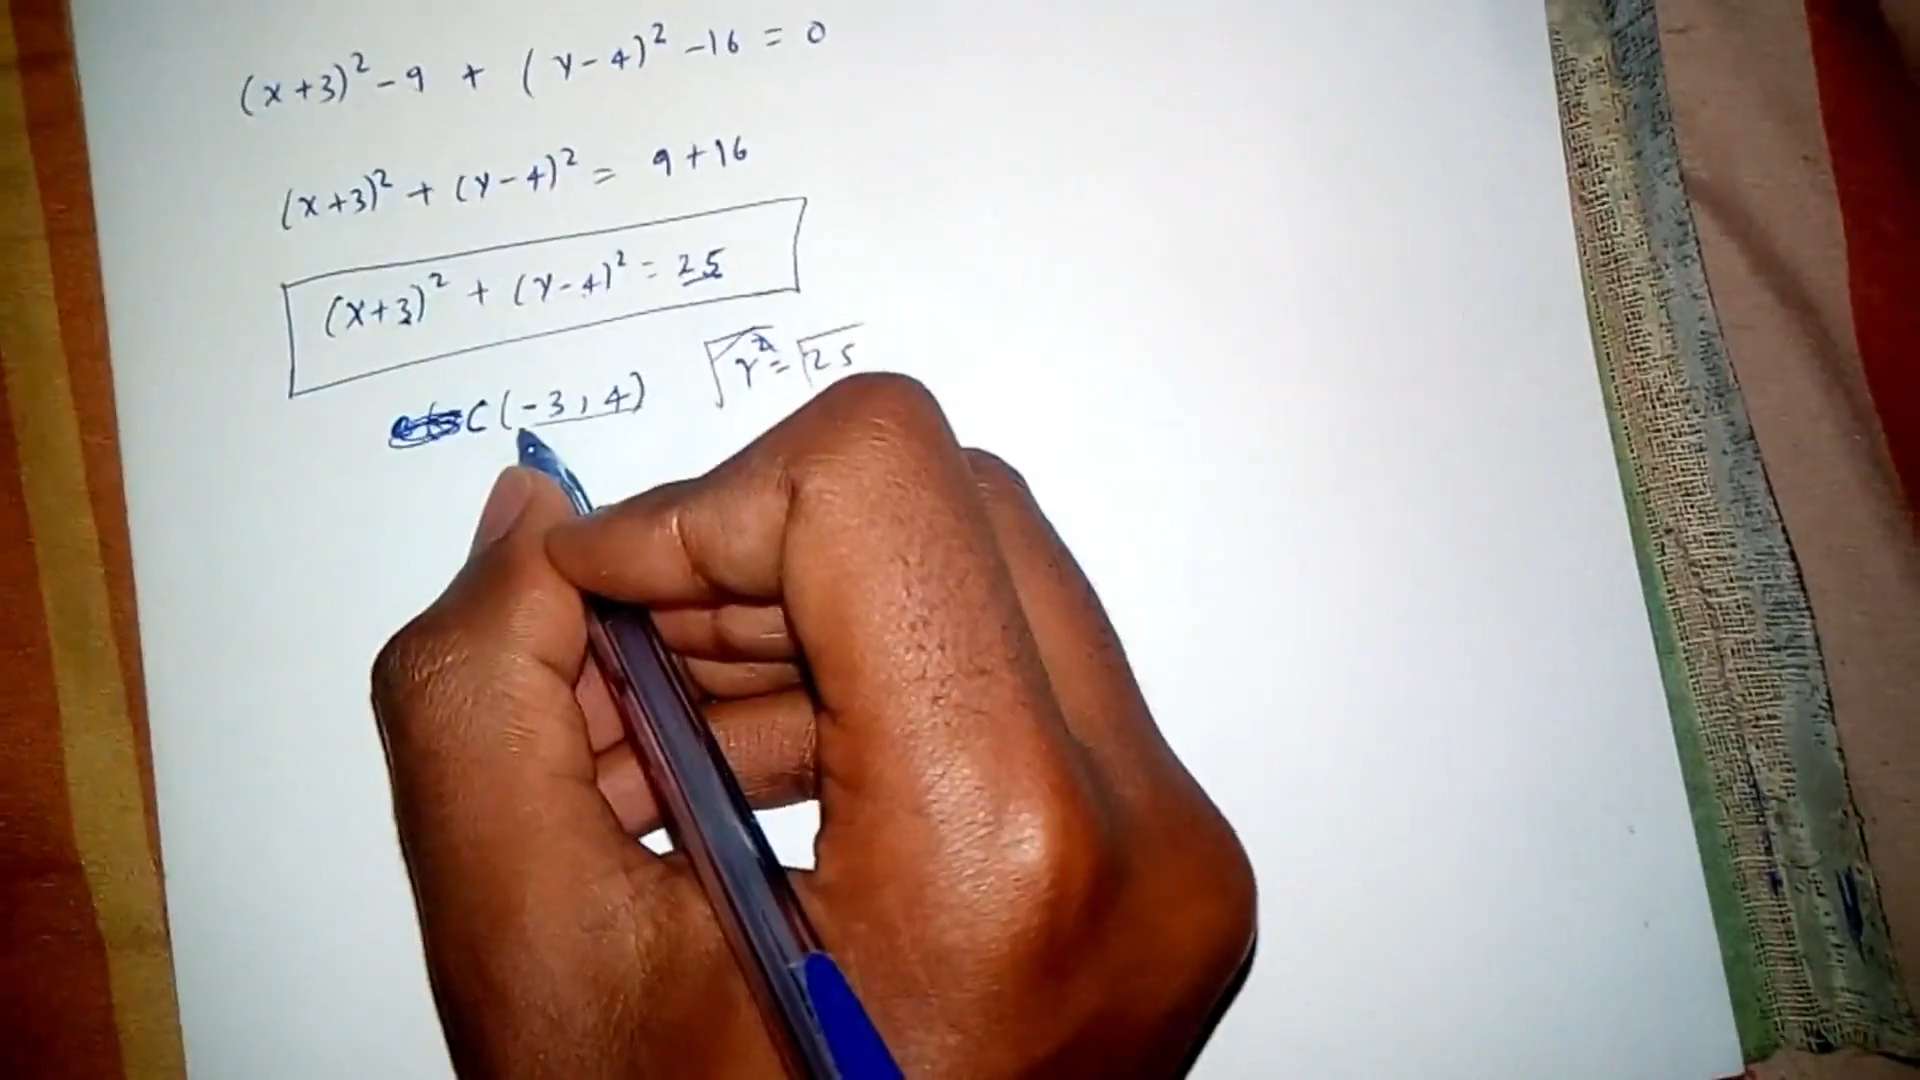 (x+3)² - 9 + (y-4)² - 16 = 0
(x+3)² + (y-4)² = 9+16
(x+3)² + (y-4)² = 25
C(-3, 4) √r² = √25